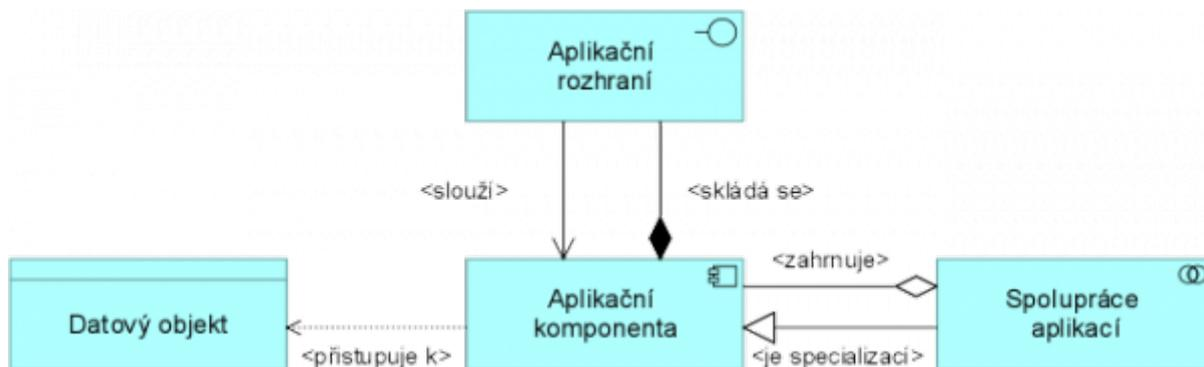 Aplikační
rozhraní
<slouží>
<skládá se>
<zahrnuje>
Datový objekt
Aplikační
komponenta
Spolupráce
aplikací
<přistupuje k>
<je specializací>